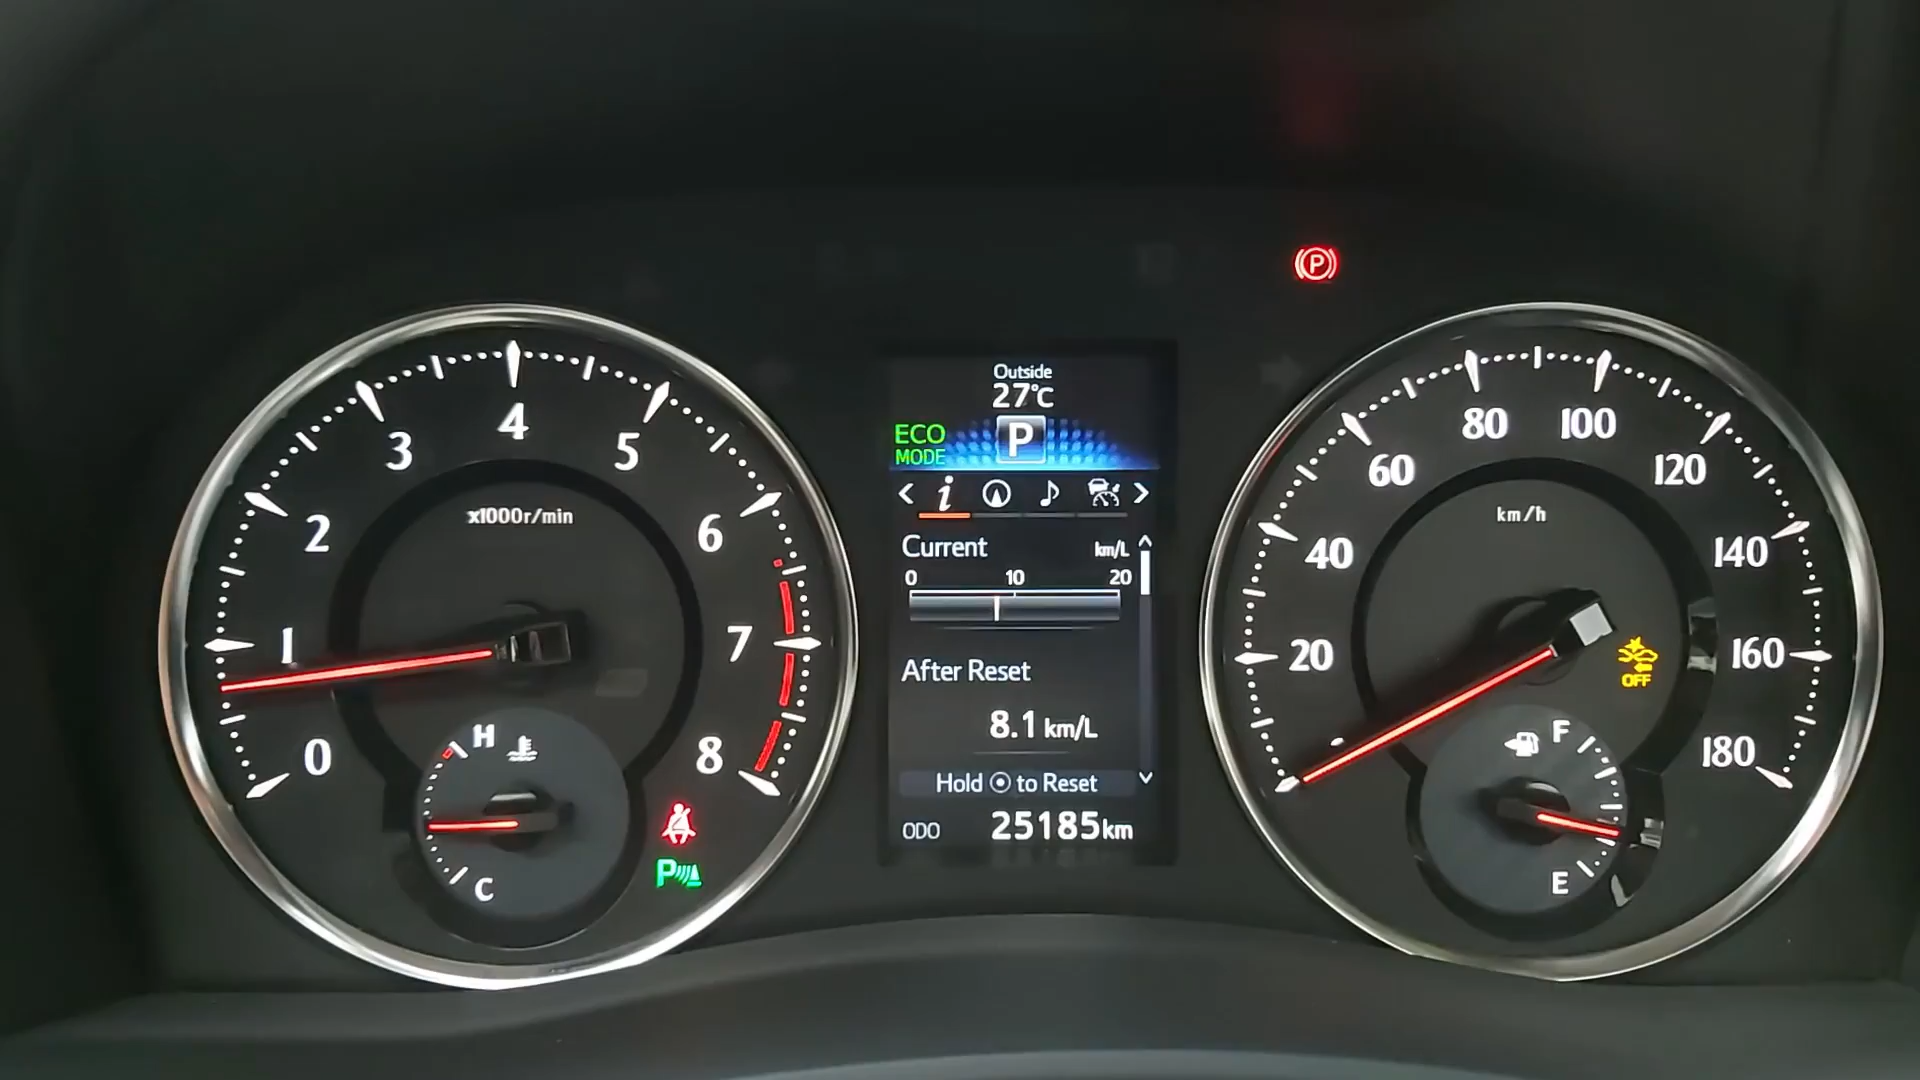 0
1
2
3
4
5
6
7
8
x1000r/min
H
C
P
Outside
27℃
ECO
MODE
P
i
Current km/L
0 10 20
After Reset
8.1 km/L
Hold ⦿ to Reset
ODO 25185km
P
20
40
60
80
100
120
140
160
180
km/h
OFF
F
E